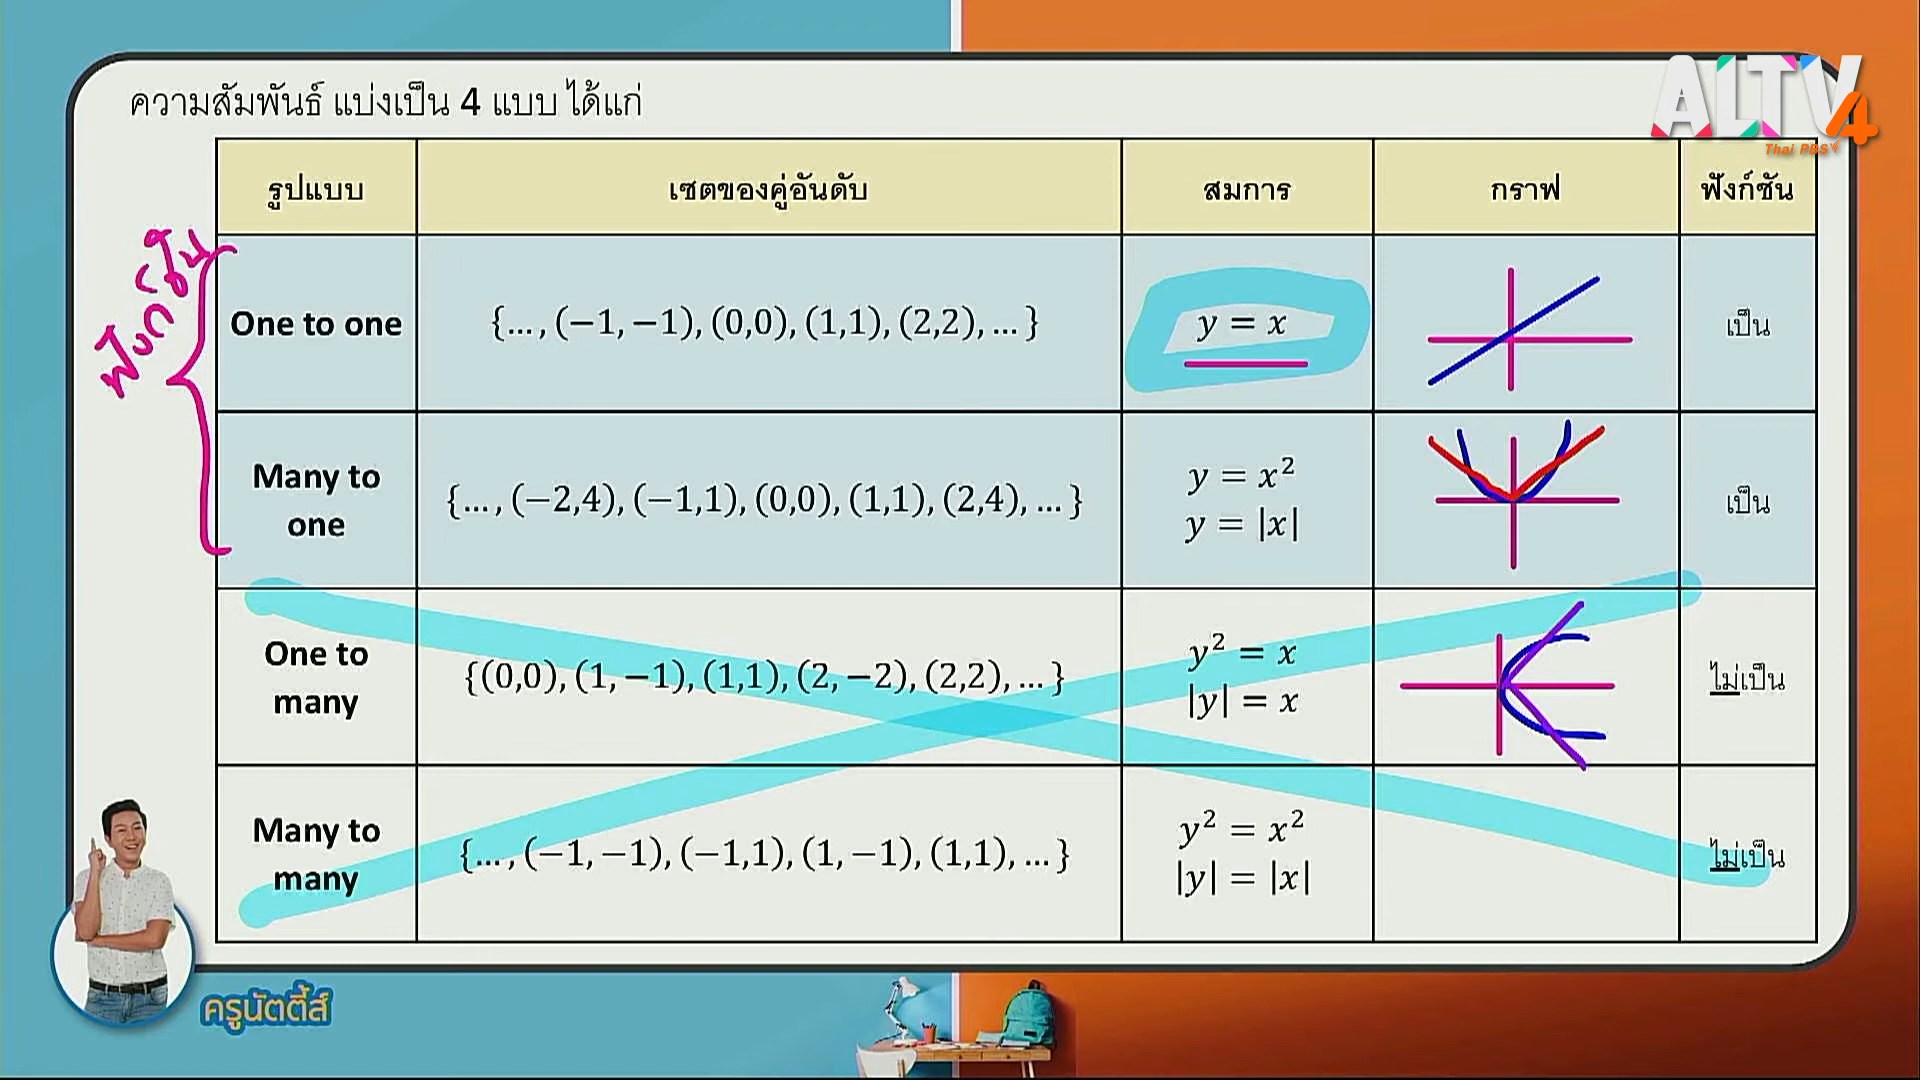 ALTV4
Thai PBS
ความสัมพันธ์ แบ่งเป็น 4 แบบ ได้แก่
รูปแบบ เซตของคู่อันดับ สมการ กราฟ ฟังก์ชัน
ฟังก์ชัน
One to one {…, (−1, −1), (0,0), (1,1), (2,2), … } y = x เป็น
Many to one {…, (−2,4), (−1,1), (0,0), (1,1), (2,4), … } y = x² y = |x| เป็น
One to many {(0,0), (1, −1), (1,1), (2, −2), (2,2), … } y² = x |y| = x ไม่เป็น
Many to many {…, (−1, −1), (−1,1), (1, −1), (1,1), … } y² = x² |y| = |x| ไม่เป็น
ครูนัตตี้ส์